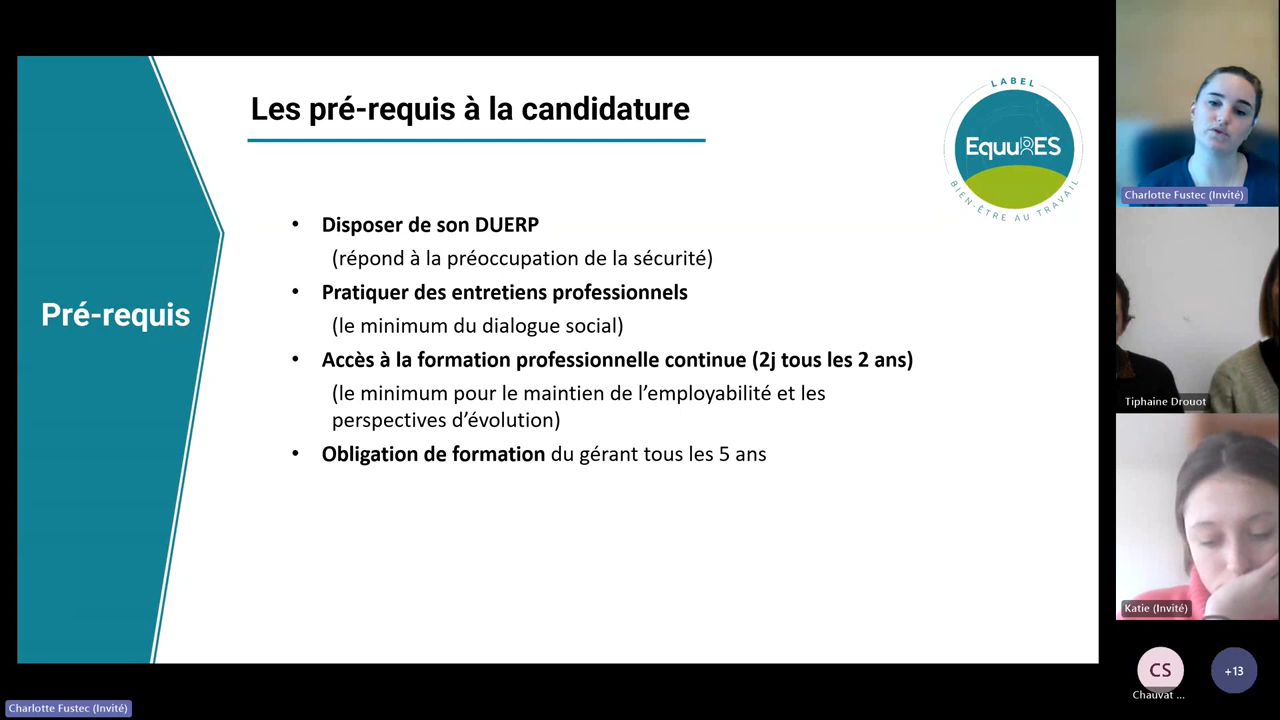 Les pré-requis à la candidature
LABEL
EquuRES
BIEN-ÊTRE AU TRAVAIL
Pré-requis
• Disposer de son DUERP
(répond à la préoccupation de la sécurité)
• Pratiquer des entretiens professionnels
(le minimum du dialogue social)
• Accès à la formation professionnelle continue (2j tous les 2 ans)
(le minimum pour le maintien de l’employabilité et les
perspectives d’évolution)
• Obligation de formation du gérant tous les 5 ans
Charlotte Fustec (Invité)
Tiphaine Drouot
Katie (Invité)
CS
Chauvat ...
+13
Charlotte Fustec (Invité)